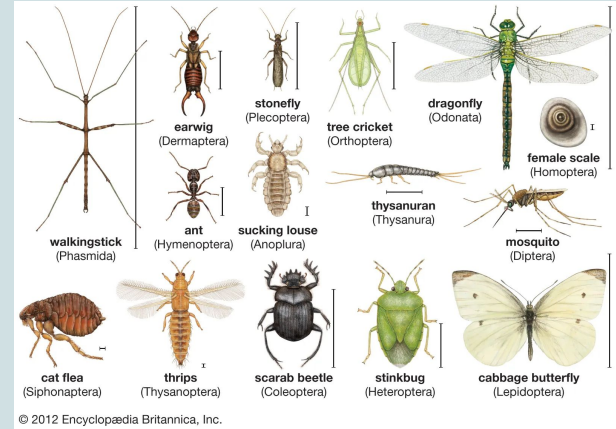 earwig
(Dermaptera)
stonefly
(Plecoptera)
tree cricket
(Orthoptera)
dragonfly
(Odonata)
female scale
(Homoptera)
walkingstick
(Phasmida)
ant
(Hymenoptera)
sucking louse
(Anoplura)
thysanuran
(Thysanura)
mosquito
(Diptera)
cat flea
(Siphonaptera)
thrips
(Thysanoptera)
scarab beetle
(Coleoptera)
stinkbug
(Heteroptera)
cabbage butterfly
(Lepidoptera)
© 2012 Encyclopædia Britannica, Inc.